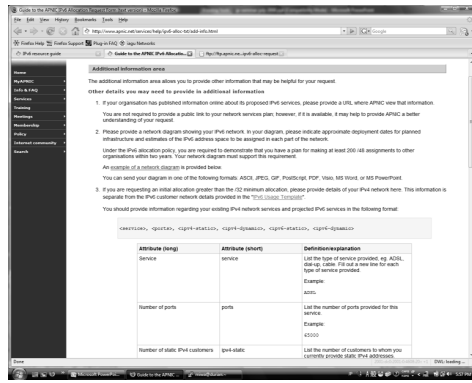 Guide to the APNIC IPv6 Allocation Request Form (text version) - Mozilla Firefox
File Edit View History Bookmarks Tools Help
http://www.apnic.net/services/help/ipv6-alloc-txt/add-info.html
Google
Firefox Help Firefox Support Plug-in FAQ
IPv6 resource guide
Guide to the APNIC IPv6 Allocatio...
Home
MyAPNIC
Info & FAQ
Services
Training
Meetings
Membership
Policy
Internet community
Search
Additional information area
The additional information area allows you to provide other information that may be helpful for your request.
Other details you may need to provide in additional information
1. If your organisation has published information online about its proposed IPv6 services, please provide a URL where APNIC view that information.
You are not required to provide a public link to your network services plan; however, if it is available, it may help to provide APNIC a better
understanding of your request.
2. Please provide a network diagram showing your IPv6 network. In your diagram, please indicate approximate deployment dates for planned
infrastructure and estimates of the IPv6 address space to be assigned in each part of the network.
Under the IPv6 allocation policy, you are required to demonstrate that you have a plan for making at least 200 /48 assignments to other
organisations within two years. Your network diagram must support this requirement.
An example of a network diagram is provided below.
You can send your diagram in one of the following formats: ASCII, JPEG, GIF, PostScript, PDF, Visio, MS Word, or MS PowerPoint.
3. If you are requesting an initial allocation greater than the /32 minimum allocation, please provide details of your IPv4 network here. This information is
separate from the IPv6 customer network details provided in the "IPv6 Usage Template".
You should provide information regarding your existing IPv4 network services and projected IPv6 services in the following format:
<service>, <ports>, <ipv4-static>, <ipv4-dynamic>, <ipv6-static>, <ipv6-dynamic>
Attribute (long) Attribute (short) Definition/explanation
Service service List the type of service provided, eg. ADSL,
dial-up, cable. Fill out a new line for each
type of service provided.
Example:
ADSL
Number of ports ports List the number of ports provided for this
service
Example:
65000
Number of static IPv4 customers ipv4-static List the number of customers to whom you
currently provide static IPv4 addresses.
Done
5:57 PM